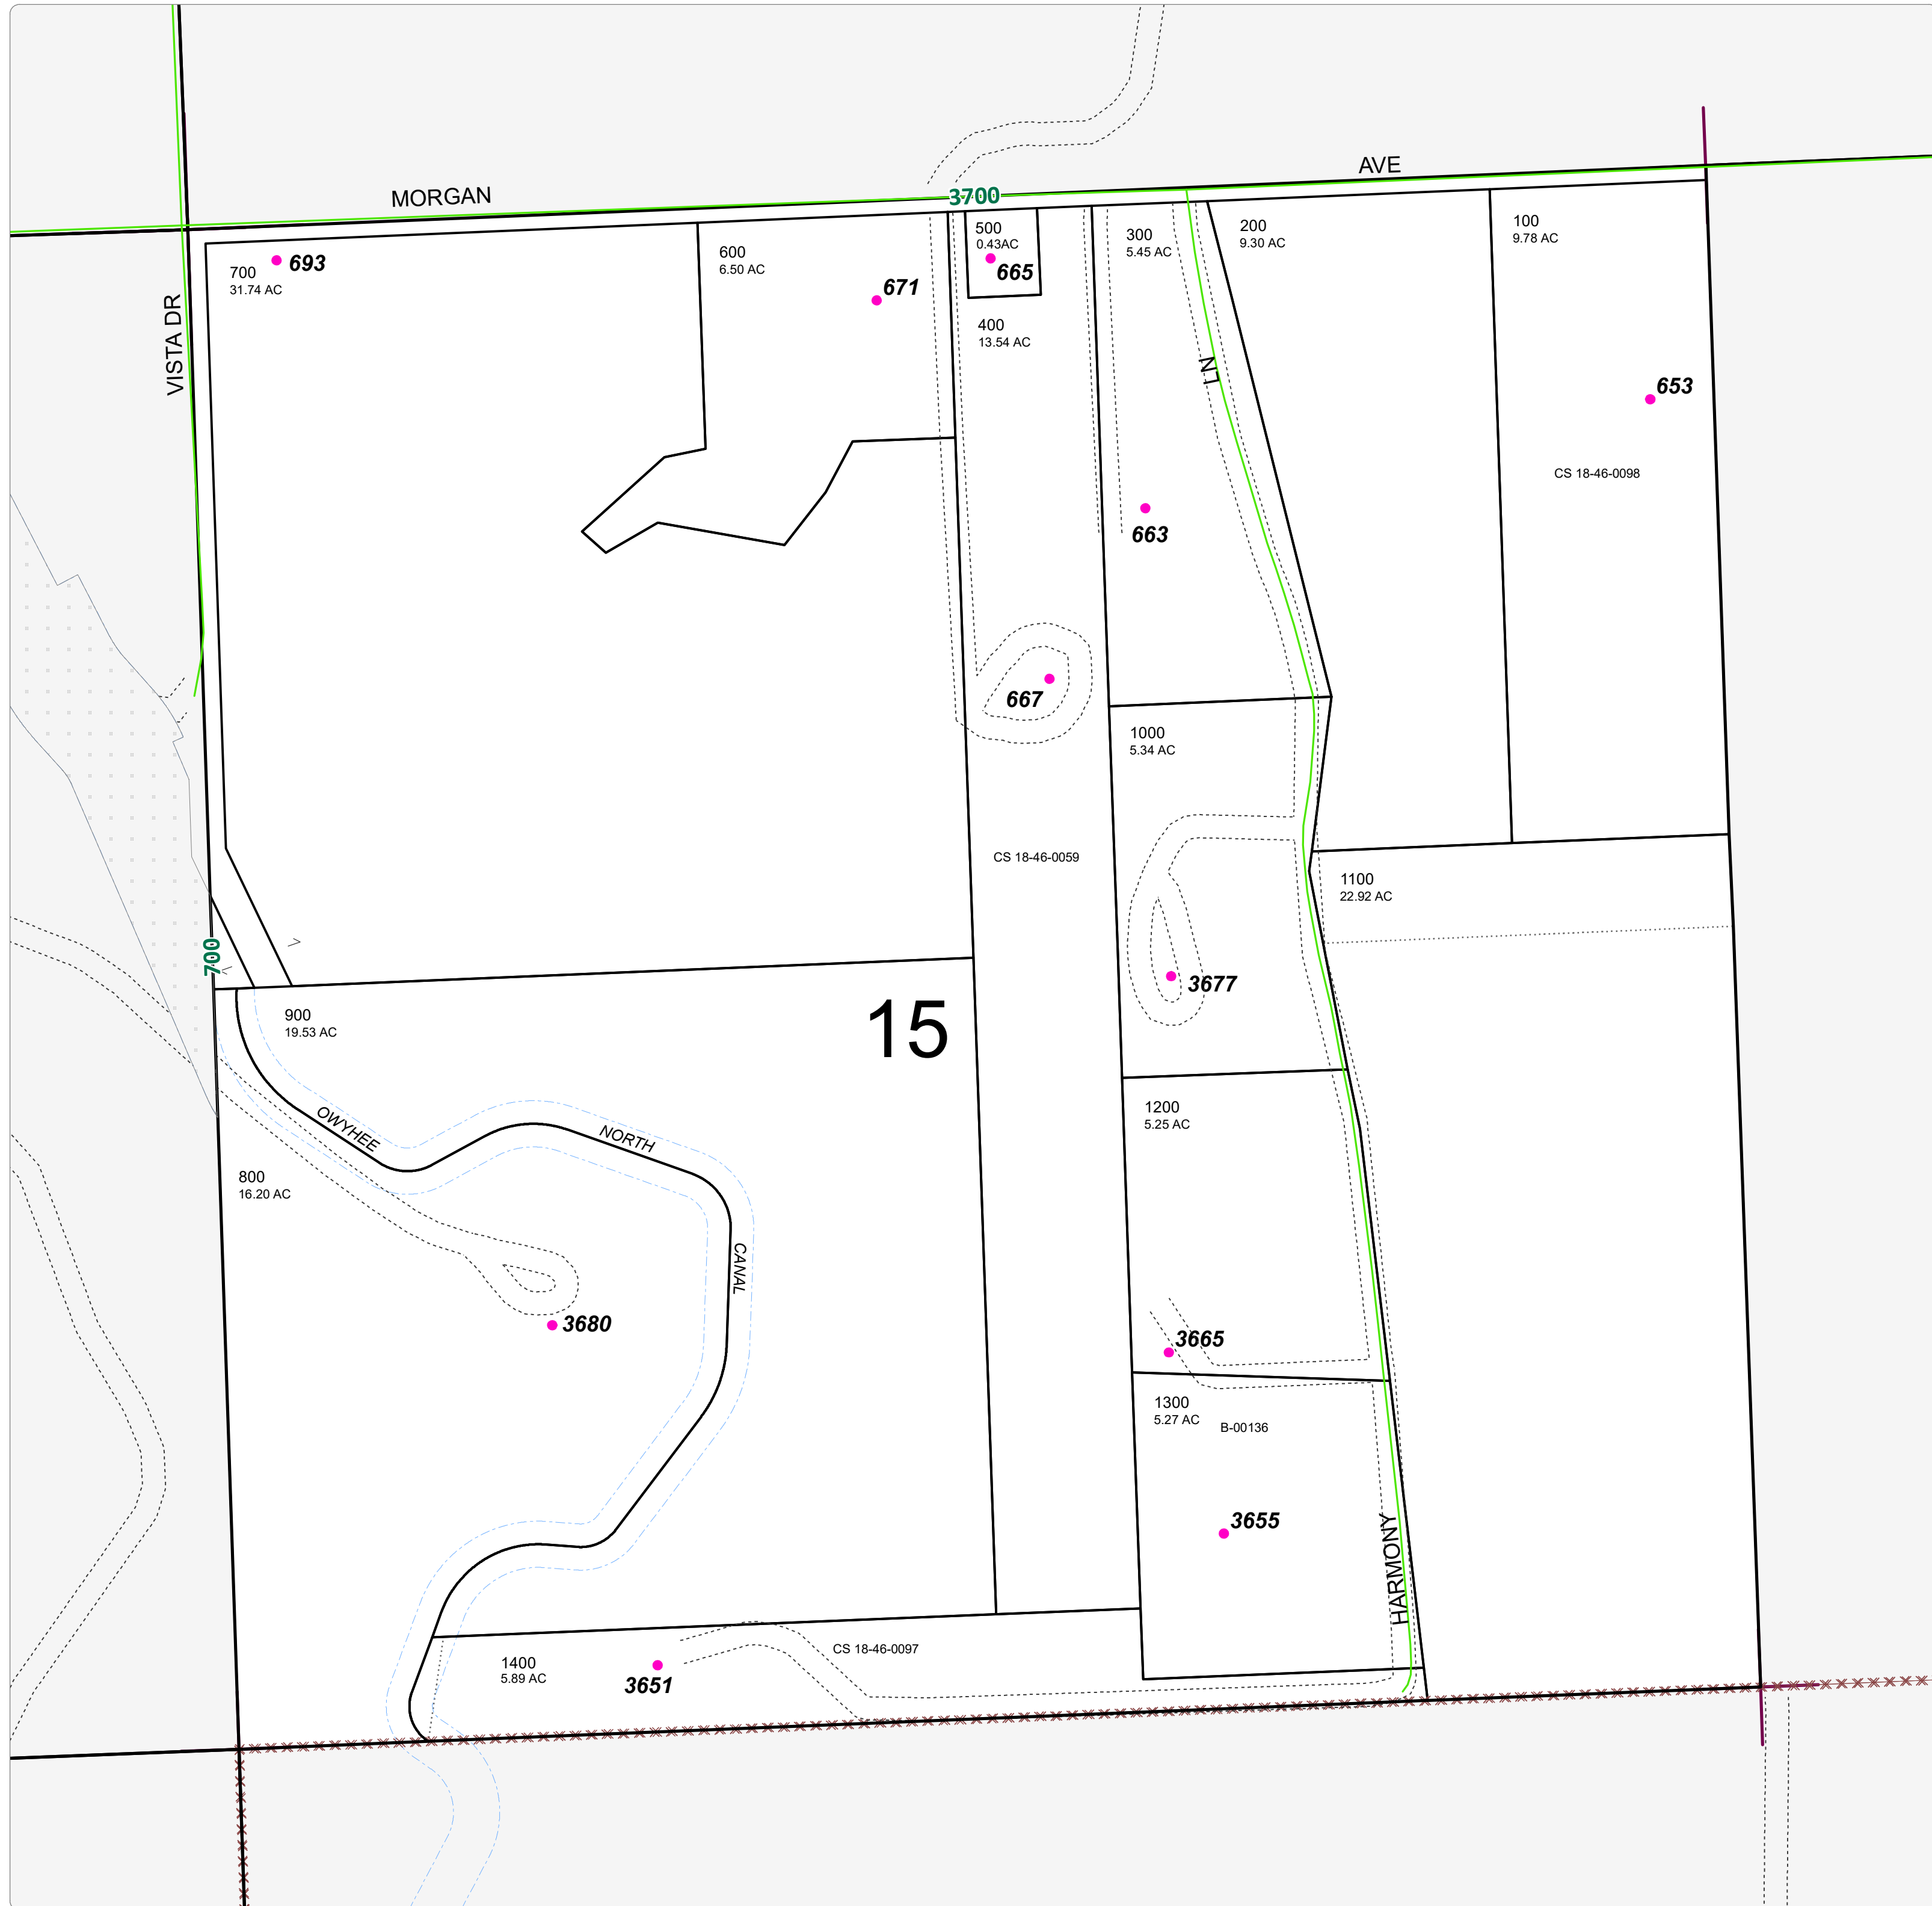 AVE
MORGAN
3700
100
9.78 AC
200
9.30 AC
500
0.43AC
300
5.45 AC
600
6.50 AC
693
700
31.74 AC
665
671
400
13.54 AC
VISTA DR
LN
653
CS 18-46-0098
663
667
1000
5.34 AC
CS 18-46-0059
1100
22.92 AC
700
3677
900
19.53 AC
15
1200
5.25 AC
OWYHEE
NORTH
CANAL
800
16.20 AC
3680
3665
1300
5.27 AC
B-00136
3655
HARMONY
CS 18-46-0097
1400
5.89 AC
3651